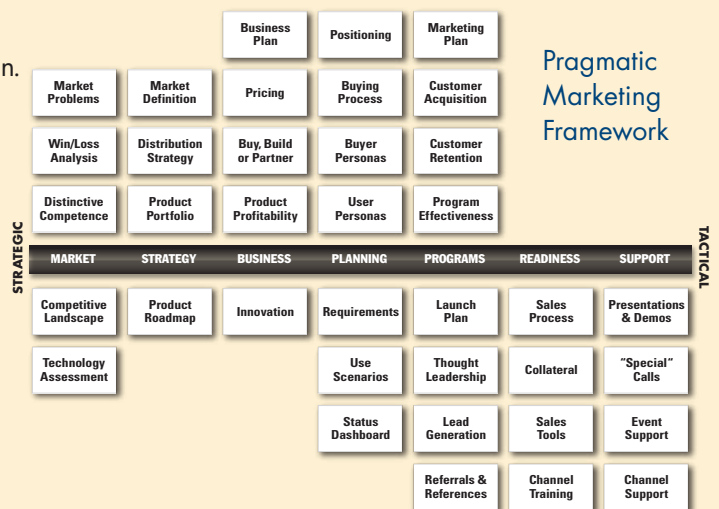 n.
Pragmatic
Marketing
Framework
Business
Plan
Positioning
Marketing
Plan
Market
Problems
Market
Definition
Pricing
Buying
Process
Customer
Acquisition
Win/Loss
Analysis
Distribution
Strategy
Buy, Build
or Partner
Buyer
Personas
Customer
Retention
Distinctive
Competence
Product
Portfolio
Product
Profitability
User
Personas
Program
Effectiveness
STRATEGIC
MARKET
STRATEGY
BUSINESS
PLANNING
PROGRAMS
READINESS
SUPPORT
TACTICAL
Competitive
Landscape
Product
Roadmap
Innovation
Requirements
Launch
Plan
Sales
Process
Presentations
& Demos
Technology
Assessment
Use
Scenarios
Thought
Leadership
Collateral
"Special"
Calls
Status
Dashboard
Lead
Generation
Sales
Tools
Event
Support
Referrals &
References
Channel
Training
Channel
Support